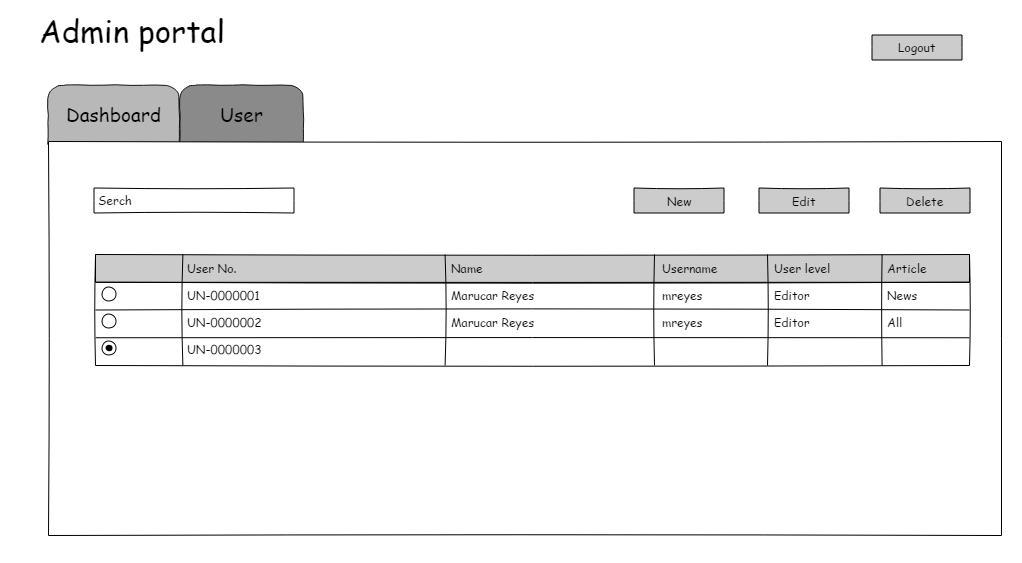 Admin portal
Logout
Dashboard User
Serch New Edit Delete
User No. Name Username User level Article
UN-0000001 Marucar Reyes mreyes Editor News
UN-0000002 Marucar Reyes mreyes Editor All
UN-0000003